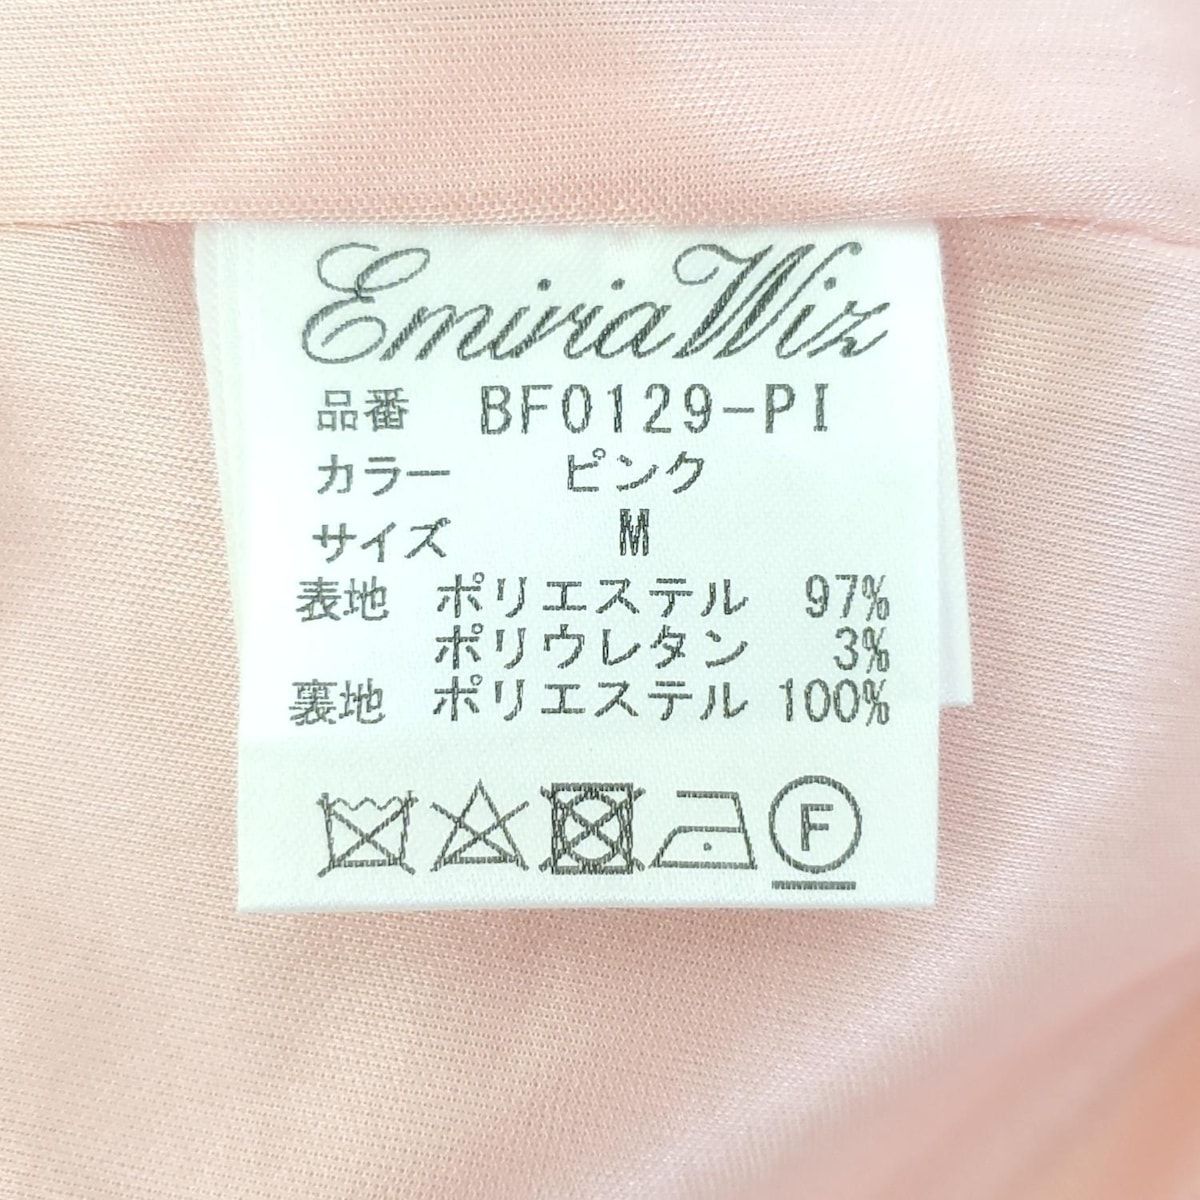 EmiriaWiz
品番 BF0129-PI
カラー ピンク
サイズ M
表地 ポリエステル 97%
ポリウレタン 3%
裏地 ポリエステル 100%
F